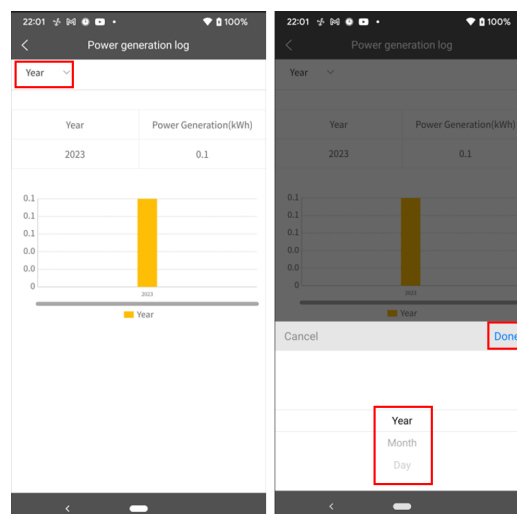 22:01 100%
Power generation log
Year
Year Power Generation(kWh)
2023 0.1
0.1
0.1
0.1
0.0
0.0
0
2023
Year
22:01 100%
Power generation log
Year
Year Power Generation(kWh)
2023 0.1
0.1
0.1
0.1
0.0
0.0
0
2023
Year
Cancel Done
Year
Month
Day